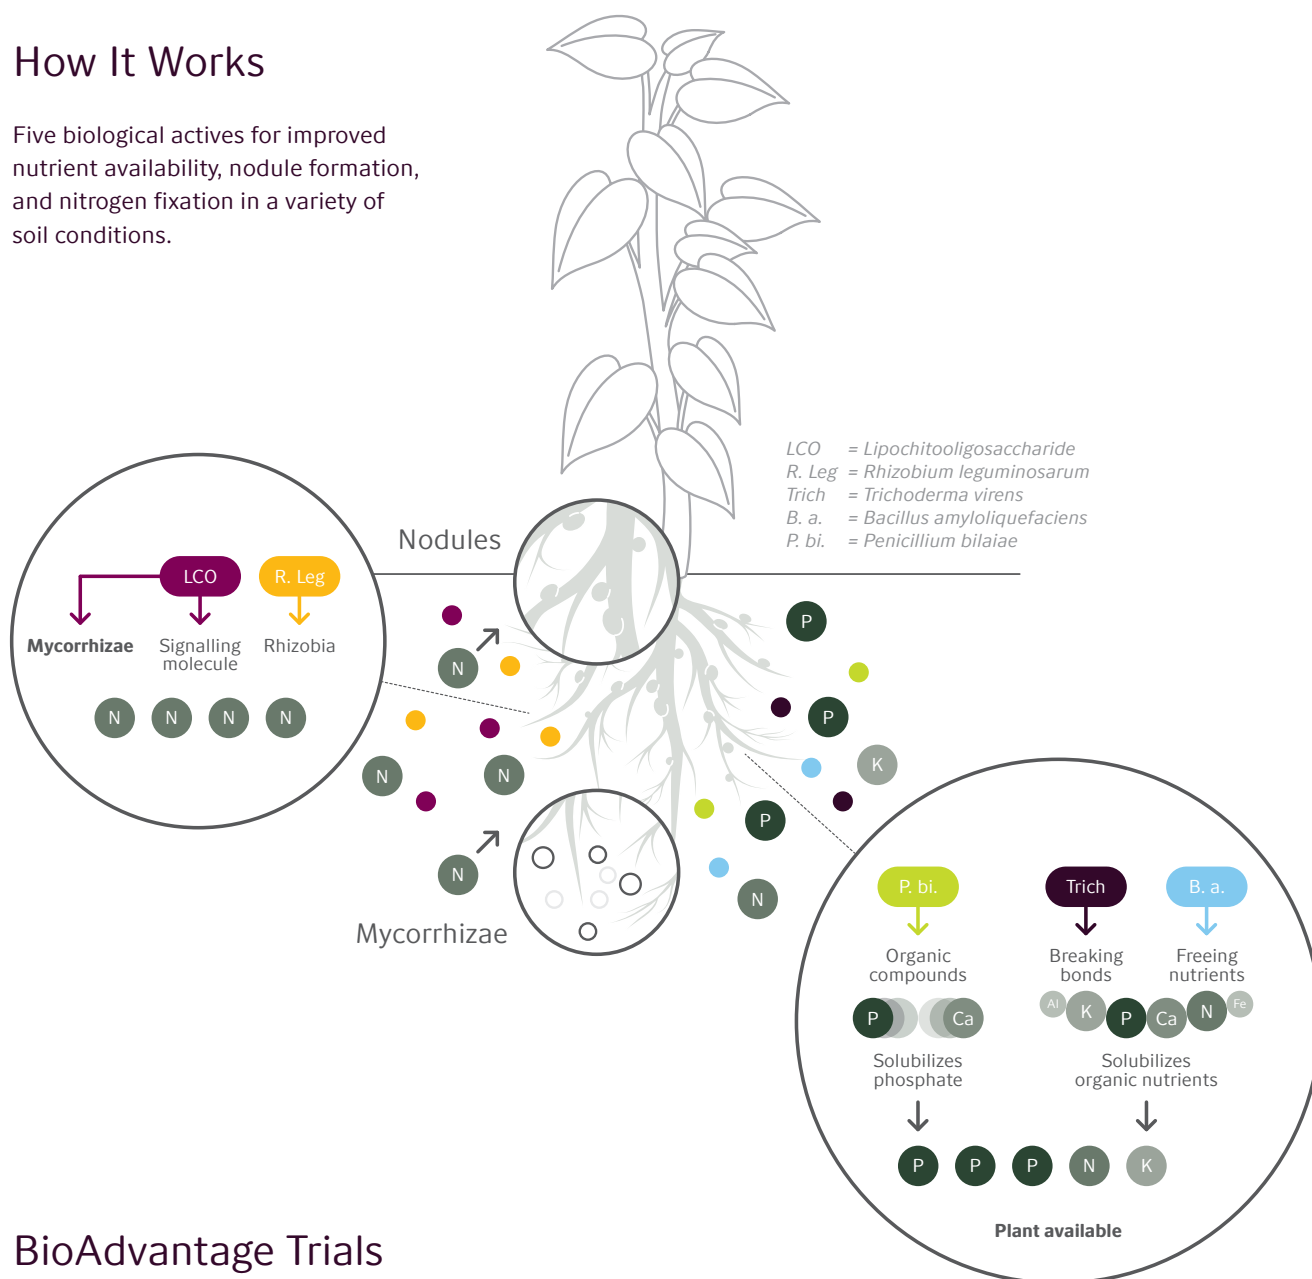 How It Works
Five biological actives for improved
nutrient availability, nodule formation,
and nitrogen fixation in a variety of
soil conditions.
LCO = Lipochitooligosaccharide
R. Leg = Rhizobium leguminosarum
Trich = Trichoderma virens
B. a. = Bacillus amyloliquefaciens
P. bi. = Penicillium bilaiae
Nodules
LCO R. Leg
Mycorrhizae Signalling molecule Rhizobia
N N N N
N
N N
N
Mycorrhizae
P
P
K
P
N
P. bi. Trich B. a.
Organic compounds
Breaking bonds
Freeing nutrients
P Ca
Al K P Ca N Fe
Solubilizes phosphate
Solubilizes organic nutrients
P P P N K
Plant available
BioAdvantage Trials